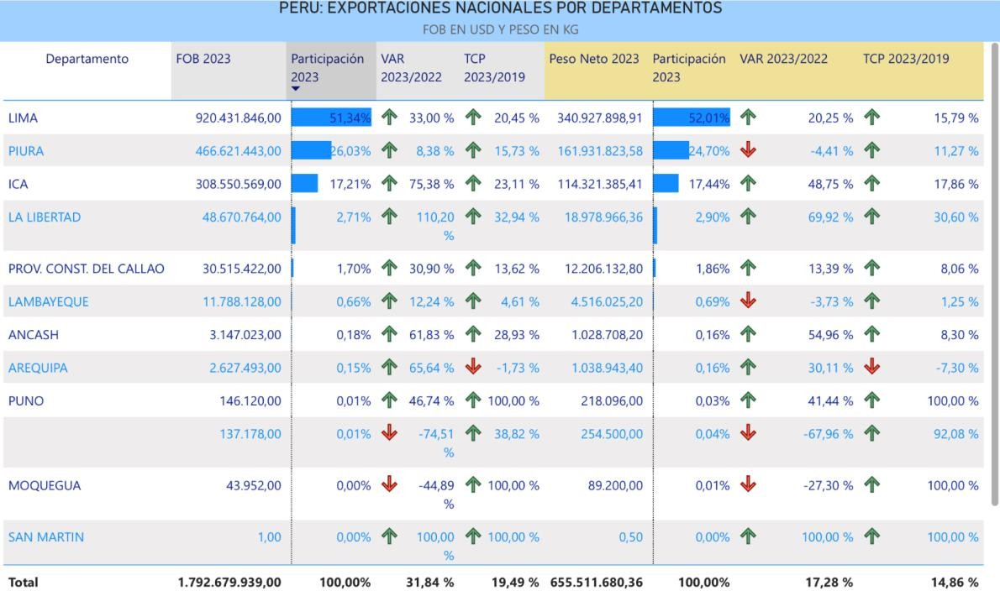 PERU: EXPORTACIONES NACIONALES POR DEPARTAMENTOS
FOB EN USD Y PESO EN KG
Departamento FOB 2023 Participación 2023 VAR 2023/2022 TCP 2023/2019 Peso Neto 2023 Participación 2023 VAR 2023/2022 TCP 2023/2019
LIMA 920.431.846,00 51,34% 33,00 % 20,45 % 340.927.898,91 52,01% 20,25 % 15,79 %
PIURA 466.621.443,00 26,03% 8,38 % 15,73 % 161.931.823,58 24,70% -4,41 % 11,27 %
ICA 308.550.569,00 17,21% 75,38 % 23,11 % 114.321.385,41 17,44% 48,75 % 17,86 %
LA LIBERTAD 48.670.764,00 2,71% 110,20 % 32,94 % 18.978.966,36 2,90% 69,92 % 30,60 %
PROV. CONST. DEL CALLAO 30.515.422,00 1,70% 30,90 % 13,62 % 12.206.132,80 1,86% 13,39 % 8,06 %
LAMBAYEQUE 11.788.128,00 0,66% 12,24 % 4,61 % 4.516.025,20 0,69% -3,73 % 1,25 %
ANCASH 3.147.023,00 0,18% 61,83 % 28,93 % 1.028.708,20 0,16% 54,96 % 8,30 %
AREQUIPA 2.627.493,00 0,15% 65,64 % -1,73 % 1.038.943,40 0,16% 30,11 % -7,30 %
PUNO 146.120,00 0,01% 46,74 % 100,00 % 218.096,00 0,03% 41,44 % 100,00 %
137.178,00 0,01% -74,51 % 38,82 % 254.500,00 0,04% -67,96 % 92,08 %
MOQUEGUA 43.952,00 0,00% -44,89 % 100,00 % 89.200,00 0,01% -27,30 % 100,00 %
SAN MARTIN 1,00 0,00% 100,00 % 100,00 % 0,50 0,00% 100,00 % 100,00 %
Total 1.792.679.939,00 100,00% 31,84 % 19,49 % 655.511.680,36 100,00% 17,28 % 14,86 %